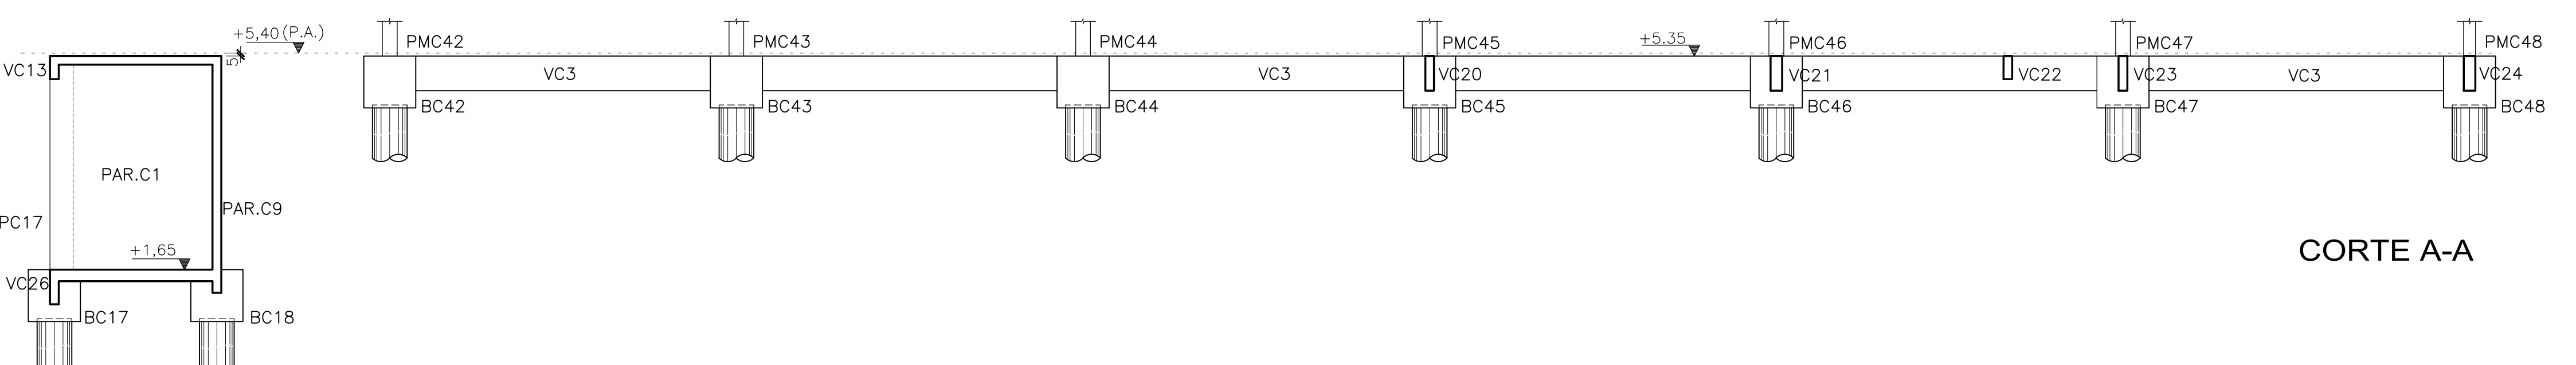 +5,40(P.A.)
5
VC13
PAR.C1
PC17
PAR.C9
+1,65
VC26
BC17
BC18
PMC42
PMC43
PMC44
PMC45
+5.35
PMC46
PMC47
PMC48
VC3
VC3
VC20
VC21
VC22
VC23
VC3
VC24
BC42
BC43
BC44
BC45
BC46
BC47
BC48
CORTE A-A